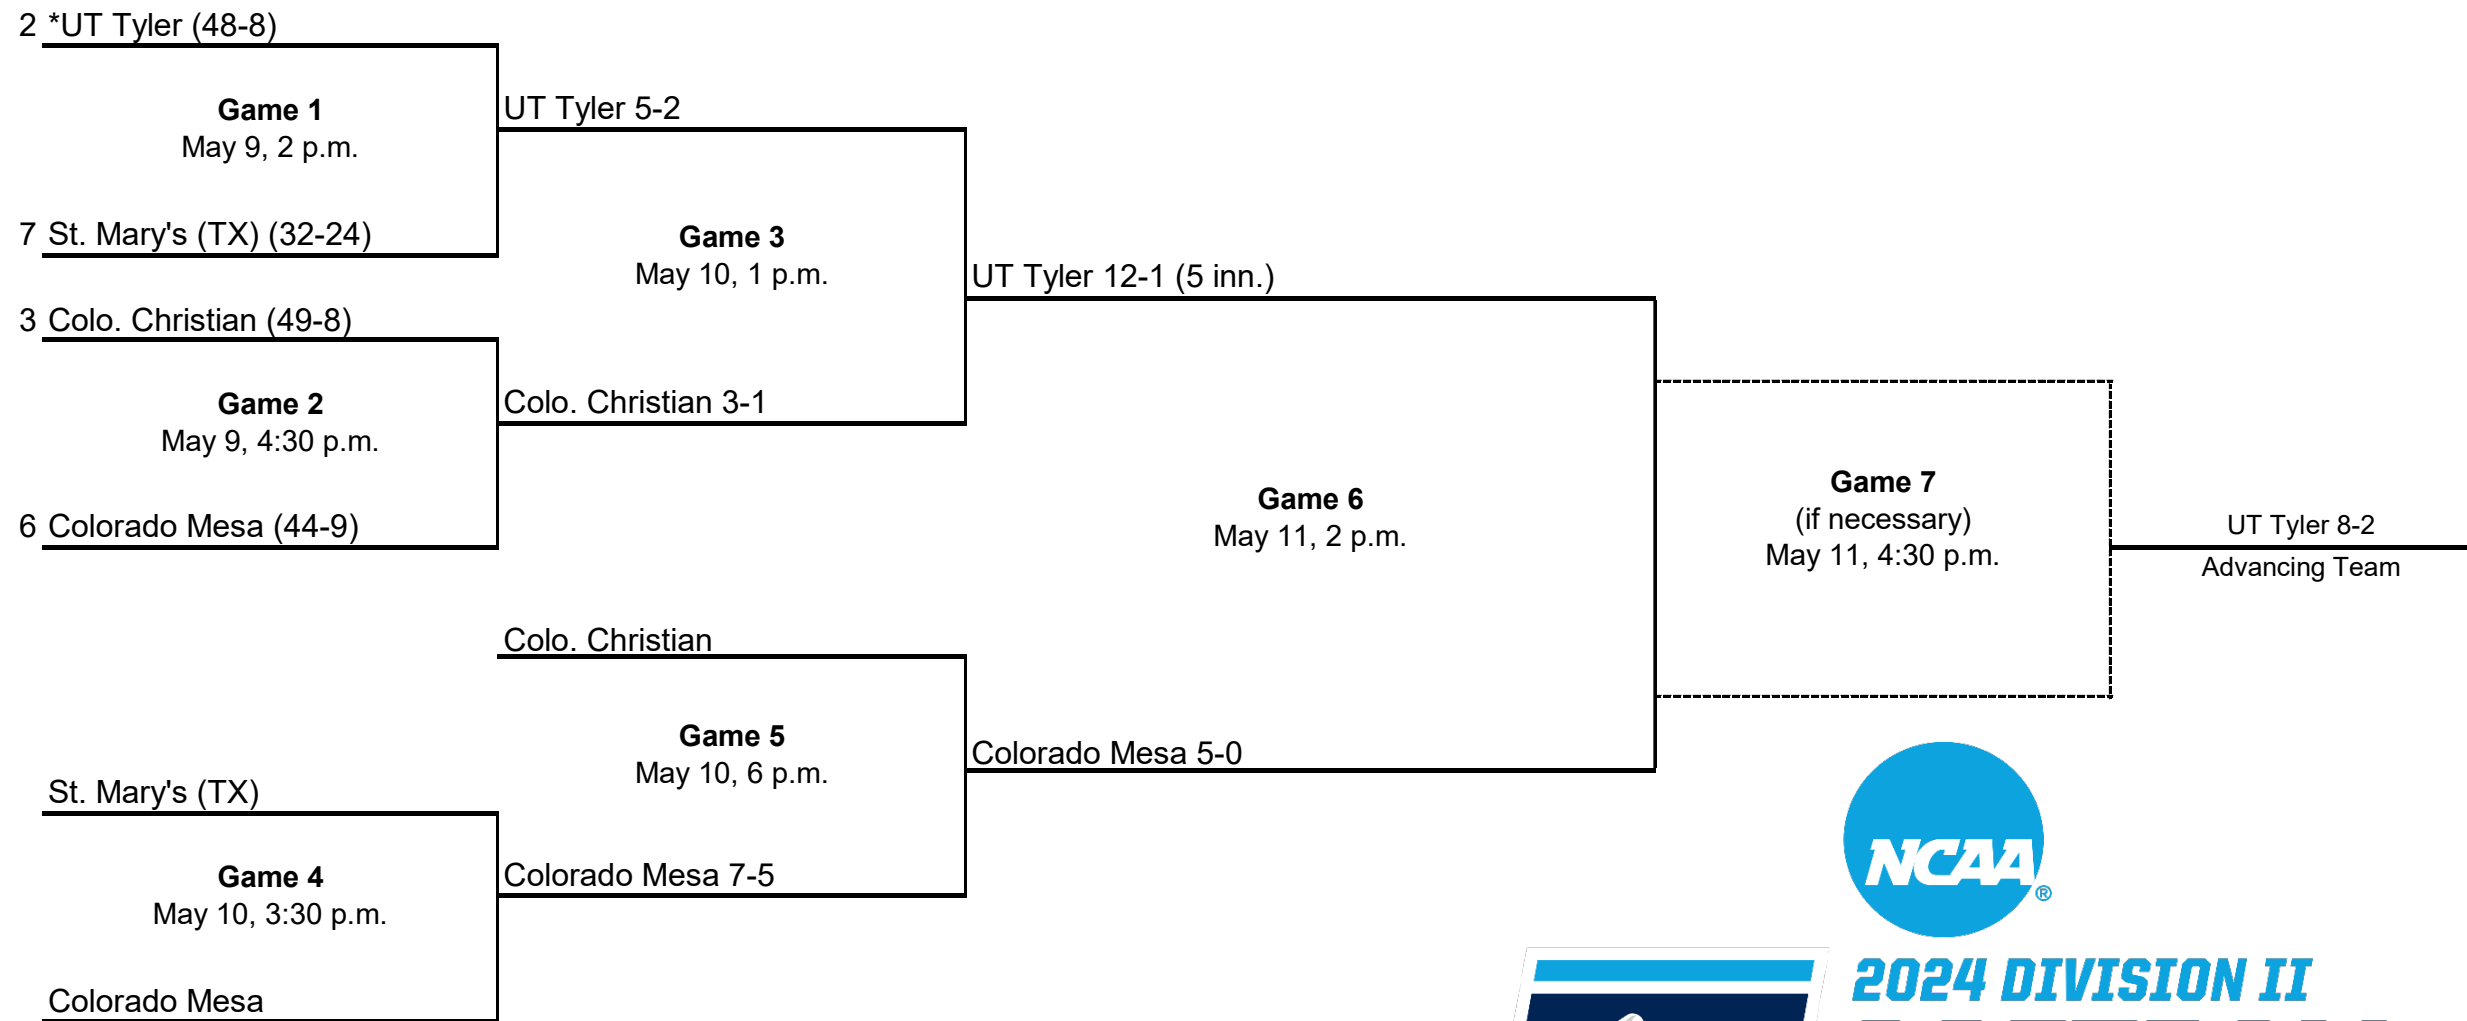 2 *UT Tyler (48-8)
Game 1
May 9, 2 p.m.
UT Tyler 5-2
7 St. Mary's (TX) (32-24)
Game 3
May 10, 1 p.m.
UT Tyler 12-1 (5 inn.)
3 Colo. Christian (49-8)
Game 2
May 9, 4:30 p.m.
Colo. Christian 3-1
6 Colorado Mesa (44-9)
Game 6
May 11, 2 p.m.
Game 7
(if necessary)
May 11, 4:30 p.m.
UT Tyler 8-2
Advancing Team
Colo. Christian
Game 5
May 10, 6 p.m.
Colorado Mesa 5-0
St. Mary's (TX)
Game 4
May 10, 3:30 p.m.
Colorado Mesa 7-5
Colorado Mesa
NCAA®
2024 DIVISION II